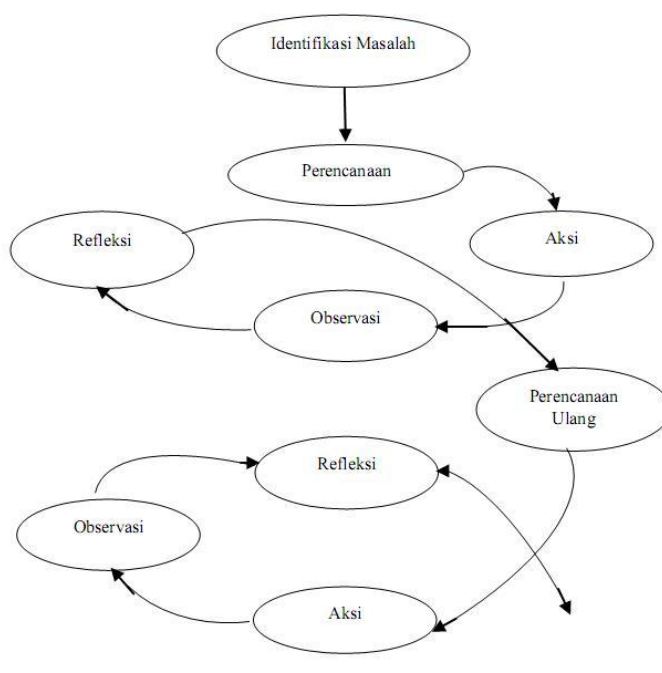 Identifikasi Masalah
Perencanaan
Refleksi
Aksi
Observasi
Perencanaan
Ulang
Refleksi
Observasi
Aksi